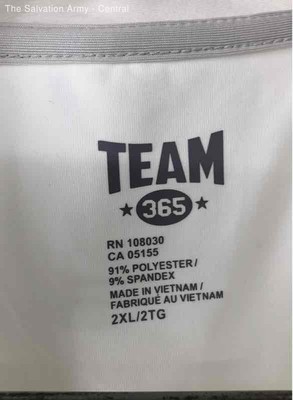 The Salvation Army - Central
TEAM
★ 365 ★
RN 108030
CA 05155
91% POLYESTER /
9% SPANDEX
MADE IN VIETNAM /
FABRIQUÉ AU VIETNAM
2XL/2TG